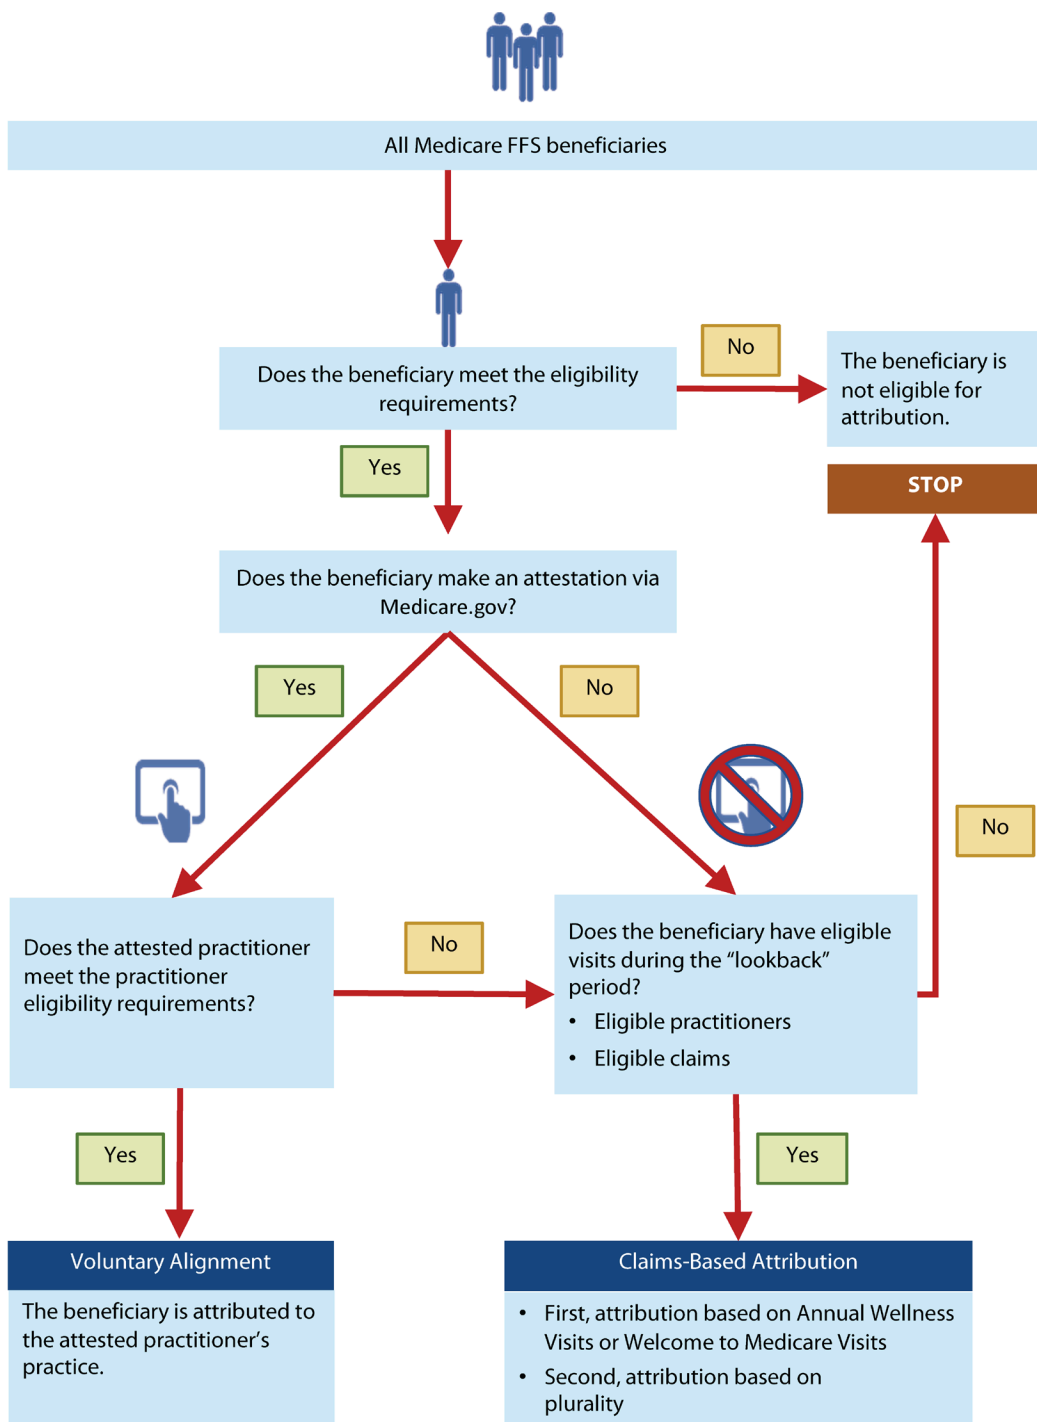 All Medicare FFS beneficiaries
No
Does the beneficiary meet the eligibility
requirements?
The beneficiary is
not eligible for
attribution.
Yes
STOP
Does the beneficiary make an attestation via
Medicare.gov?
Yes
No
No
Does the attested practitioner
meet the practitioner
eligibility requirements?
No
Does the beneficiary have eligible
visits during the “lookback”
period?
• Eligible practitioners
• Eligible claims
Yes
Yes
Voluntary Alignment
The beneficiary is attributed to
the attested practitioner’s
practice.
Claims-Based Attribution
• First, attribution based on Annual Wellness
Visits or Welcome to Medicare Visits
• Second, attribution based on
plurality